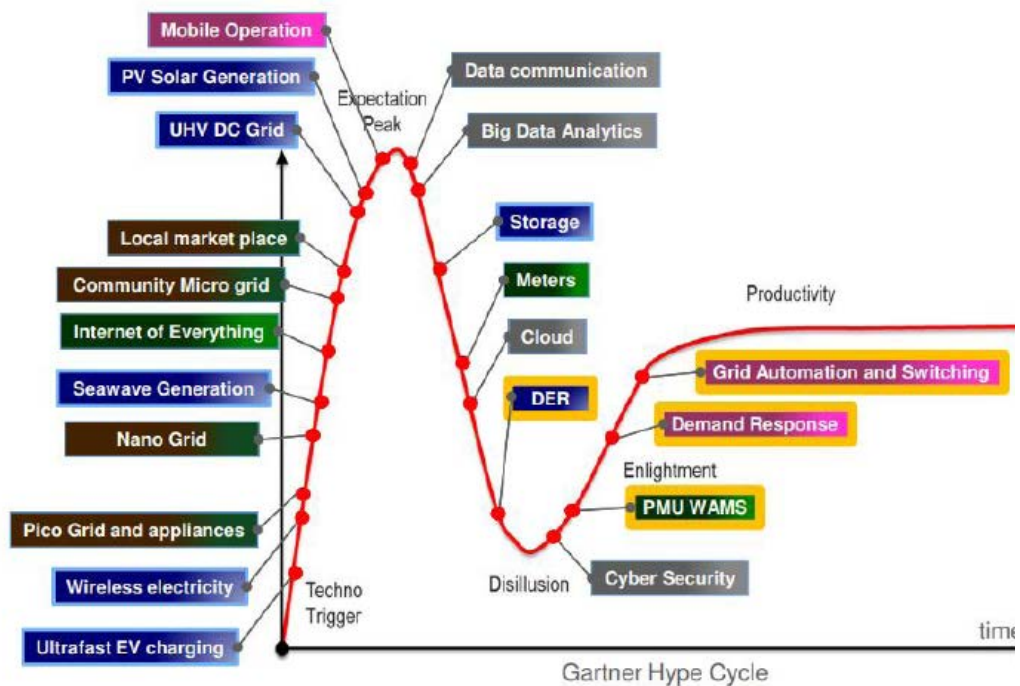 Mobile Operation
PV Solar Generation
UHV DC Grid
Expectation
Peak
Data communication
Big Data Analytics
Local market place
Community Micro grid
Internet of Everything
Seawave Generation
Nano Grid
Pico Grid and appliances
Wireless electricity
Ultrafast EV charging
Techno
Trigger
Storage
Meters
Cloud
DER
Productivity
Grid Automation and Switching
Demand Response
Enlightment
PMU WAMS
Disillusion
Cyber Security
time
Gartner Hype Cycle